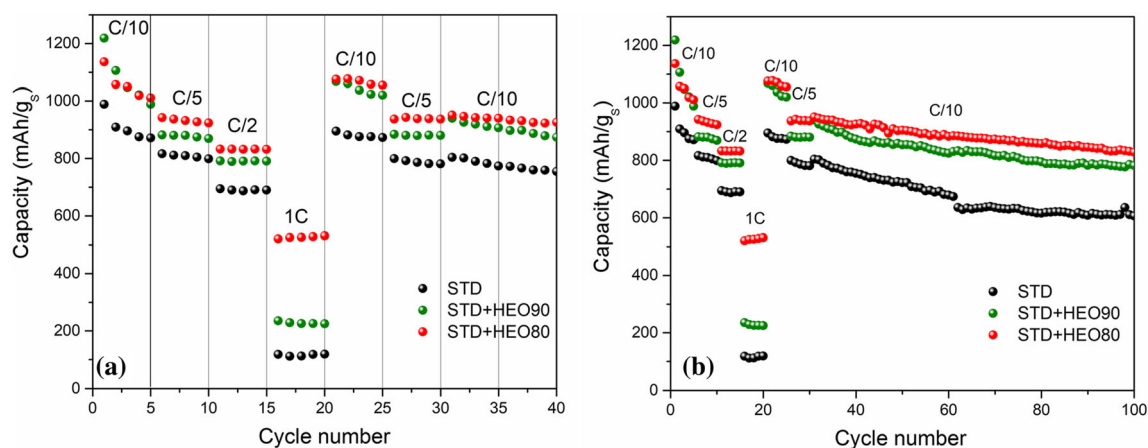 C/10
C/5
C/2
1C
C/10
C/5
C/10
STD
STD+HEO90
STD+HEO80
(a)
Capacity (mAh/gₛ)
0
200
400
600
800
1000
1200
0
5
10
15
20
25
30
35
40
Cycle number
C/10
C/5
C/2
1C
C/10
C/5
C/10
STD
STD+HEO90
STD+HEO80
(b)
Capacity (mAh/gₛ)
0
200
400
600
800
1000
1200
0
20
40
60
80
100
Cycle number